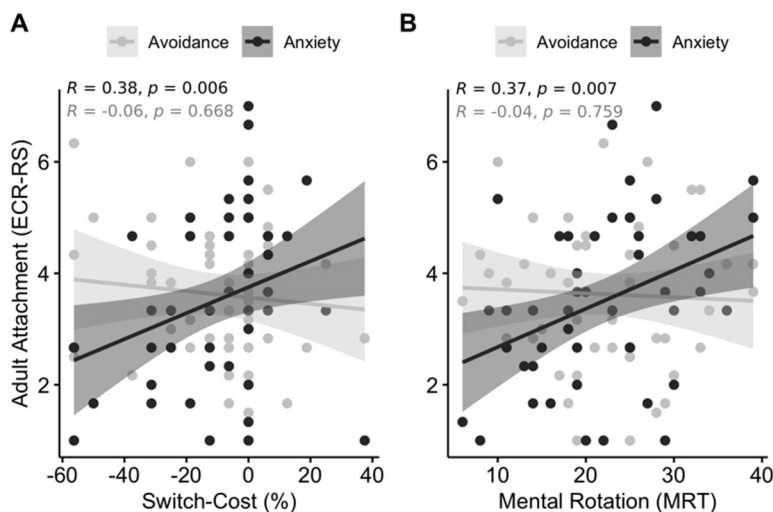 A
Avoidance Anxiety
R = 0.38, p = 0.006
R = -0.06, p = 0.668
Adult Attachment (ECR-RS)
6
4
2
-60 -40 -20 0 20 40
Switch-Cost (%)
B
Avoidance Anxiety
R = 0.37, p = 0.007
R = -0.04, p = 0.759
6
4
2
10 20 30 40
Mental Rotation (MRT)